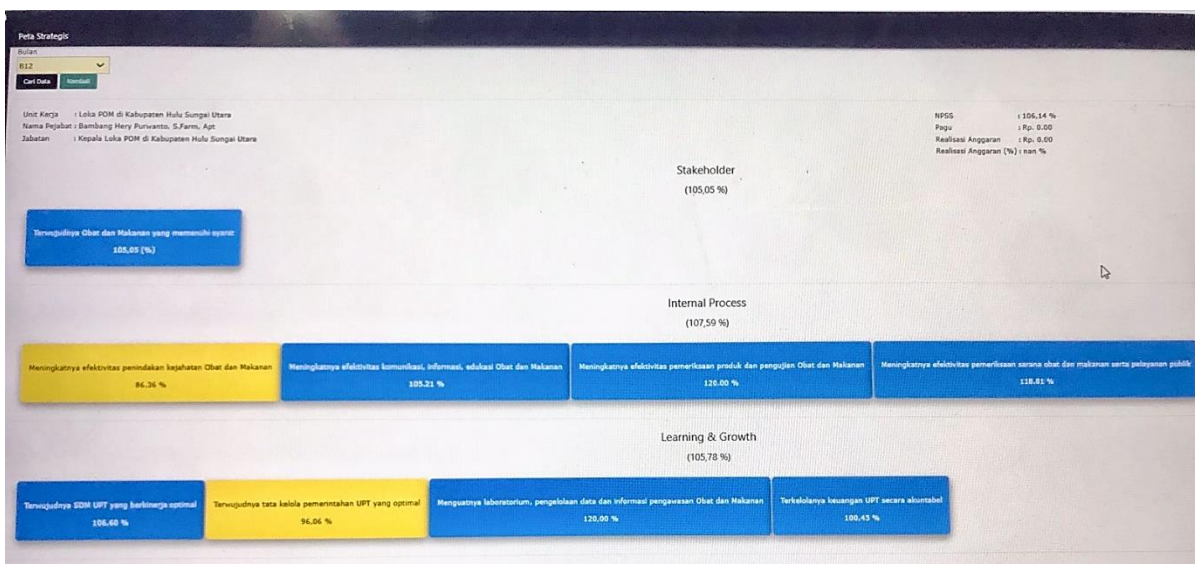 Peta Strategis
Bulan
B12
Cari Data Kembali
Unit Kerja : Loka POM di Kabupaten Hulu Sungai Utara
Nama Pejabat : Bambang Hery Purwanto, S.Farm, Apt
Jabatan : Kepala Loka POM di Kabupaten Hulu Sungai Utara
NPSS : 106,14 %
Pagu : Rp. 0.00
Realisasi Anggaran : Rp. 0.00
Realisasi Anggaran (%) : nan %
Stakeholder
(105,05 %)
Terwujudnya Obat dan Makanan yang memenuhi syarat
105,05 (%)
Internal Process
(107,59 %)
Meningkatnya efektivitas penindakan kejahatan Obat dan Makanan
86.36 %
Meningkatnya efektivitas komunikasi, informasi, edukasi Obat dan Makanan
105.21 %
Meningkatnya efektivitas pemeriksaan produk dan pengujian Obat dan Makanan
120.00 %
Meningkatnya efektivitas pemeriksaan sarana obat dan makanan serta pelayanan publik
118.81 %
Learning & Growth
(105,78 %)
Terwujudnya SDM UPT yang berkinerja optimal
106,60 %
Terwujudnya tata kelola pemerintahan UPT yang optimal
96,06 %
Menguatnya laboratorium, pengelolaan data dan informasi pengawasan Obat dan Makanan
120,00 %
Terkelolanya keuangan UPT secara akuntabel
100,45 %